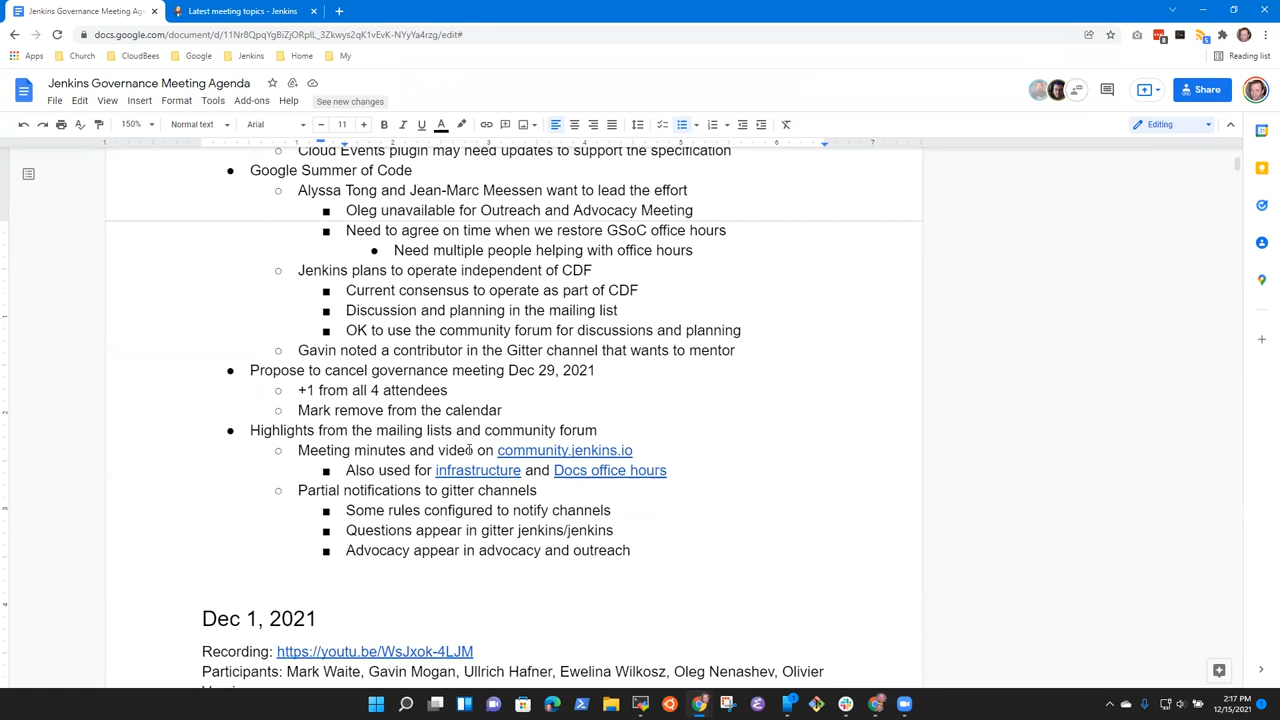 Jenkins Governance Meeting Ag
Latest meeting topics - Jenkins
docs.google.com/document/d/11Nr8QpqYgBiZjORpIL_3Zkwys2qK1vEvK-NYyYa4rzg/edit#
Apps
Church
CloudBees
Google
Jenkins
Home
My
Reading list
Jenkins Governance Meeting Agenda
File Edit View Insert Format Tools Add-ons Help See new changes
Share
150% Normal text Arial 11 Editing
1 1 2 3 4 5 6 7
Cloud Events plugin may need updates to support the specification
Google Summer of Code
Alyssa Tong and Jean-Marc Meessen want to lead the effort
Oleg unavailable for Outreach and Advocacy Meeting
Need to agree on time when we restore GSoC office hours
Need multiple people helping with office hours
Jenkins plans to operate independent of CDF
Current consensus to operate as part of CDF
Discussion and planning in the mailing list
OK to use the community forum for discussions and planning
Gavin noted a contributor in the Gitter channel that wants to mentor
Propose to cancel governance meeting Dec 29, 2021
+1 from all 4 attendees
Mark remove from the calendar
Highlights from the mailing lists and community forum
Meeting minutes and video on community.jenkins.io
Also used for infrastructure and Docs office hours
Partial notifications to gitter channels
Some rules configured to notify channels
Questions appear in gitter jenkins/jenkins
Advocacy appear in advocacy and outreach
Dec 1, 2021
Recording: https://youtu.be/WsJxok-4LJM
Participants: Mark Waite, Gavin Mogan, Ullrich Hafner, Ewelina Wilkosz, Oleg Nenashev, Olivier
2:17 PM
12/15/2021